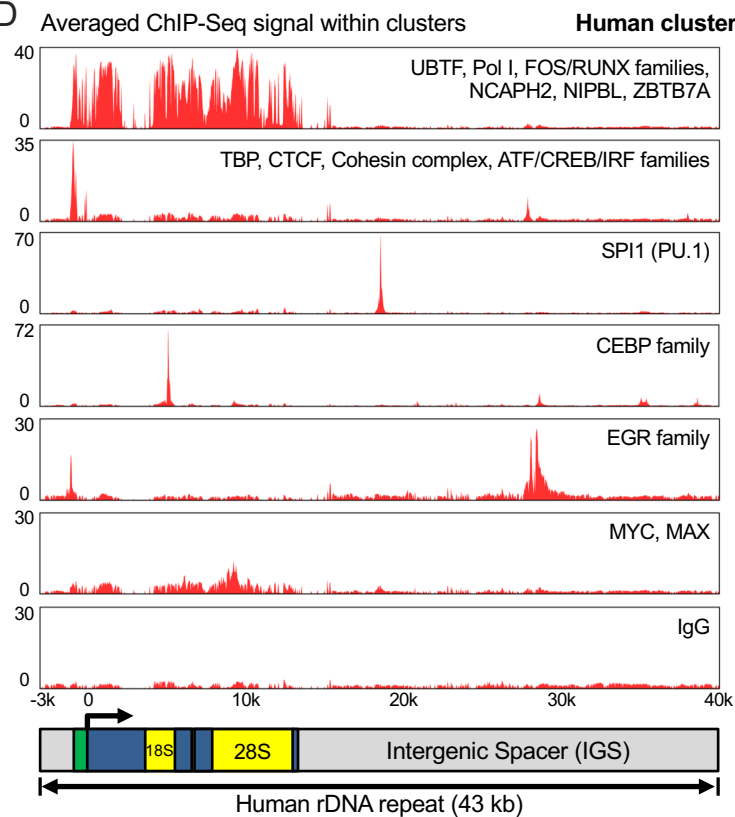 D Averaged ChIP-Seq signal within clusters Human cluster
40
UBTF, Pol I, FOS/RUNX families,
NCAPH2, NIPBL, ZBTB7A
0
35
TBP, CTCF, Cohesin complex, ATF/CREB/IRF families
0
70
SPI1 (PU.1)
0
72
CEBP family
0
30
EGR family
0
30
MYC, MAX
0
30
IgG
0
-3k 0 10k 20k 30k 40k
18S 28S Intergenic Spacer (IGS)
Human rDNA repeat (43 kb)